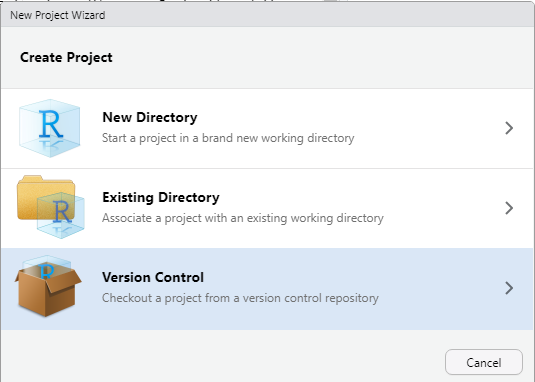 New Project Wizard
Create Project
R
New Directory
Start a project in a brand new working directory
R
Existing Directory
Associate a project with an existing working directory
R
Version Control
Checkout a project from a version control repository
Cancel